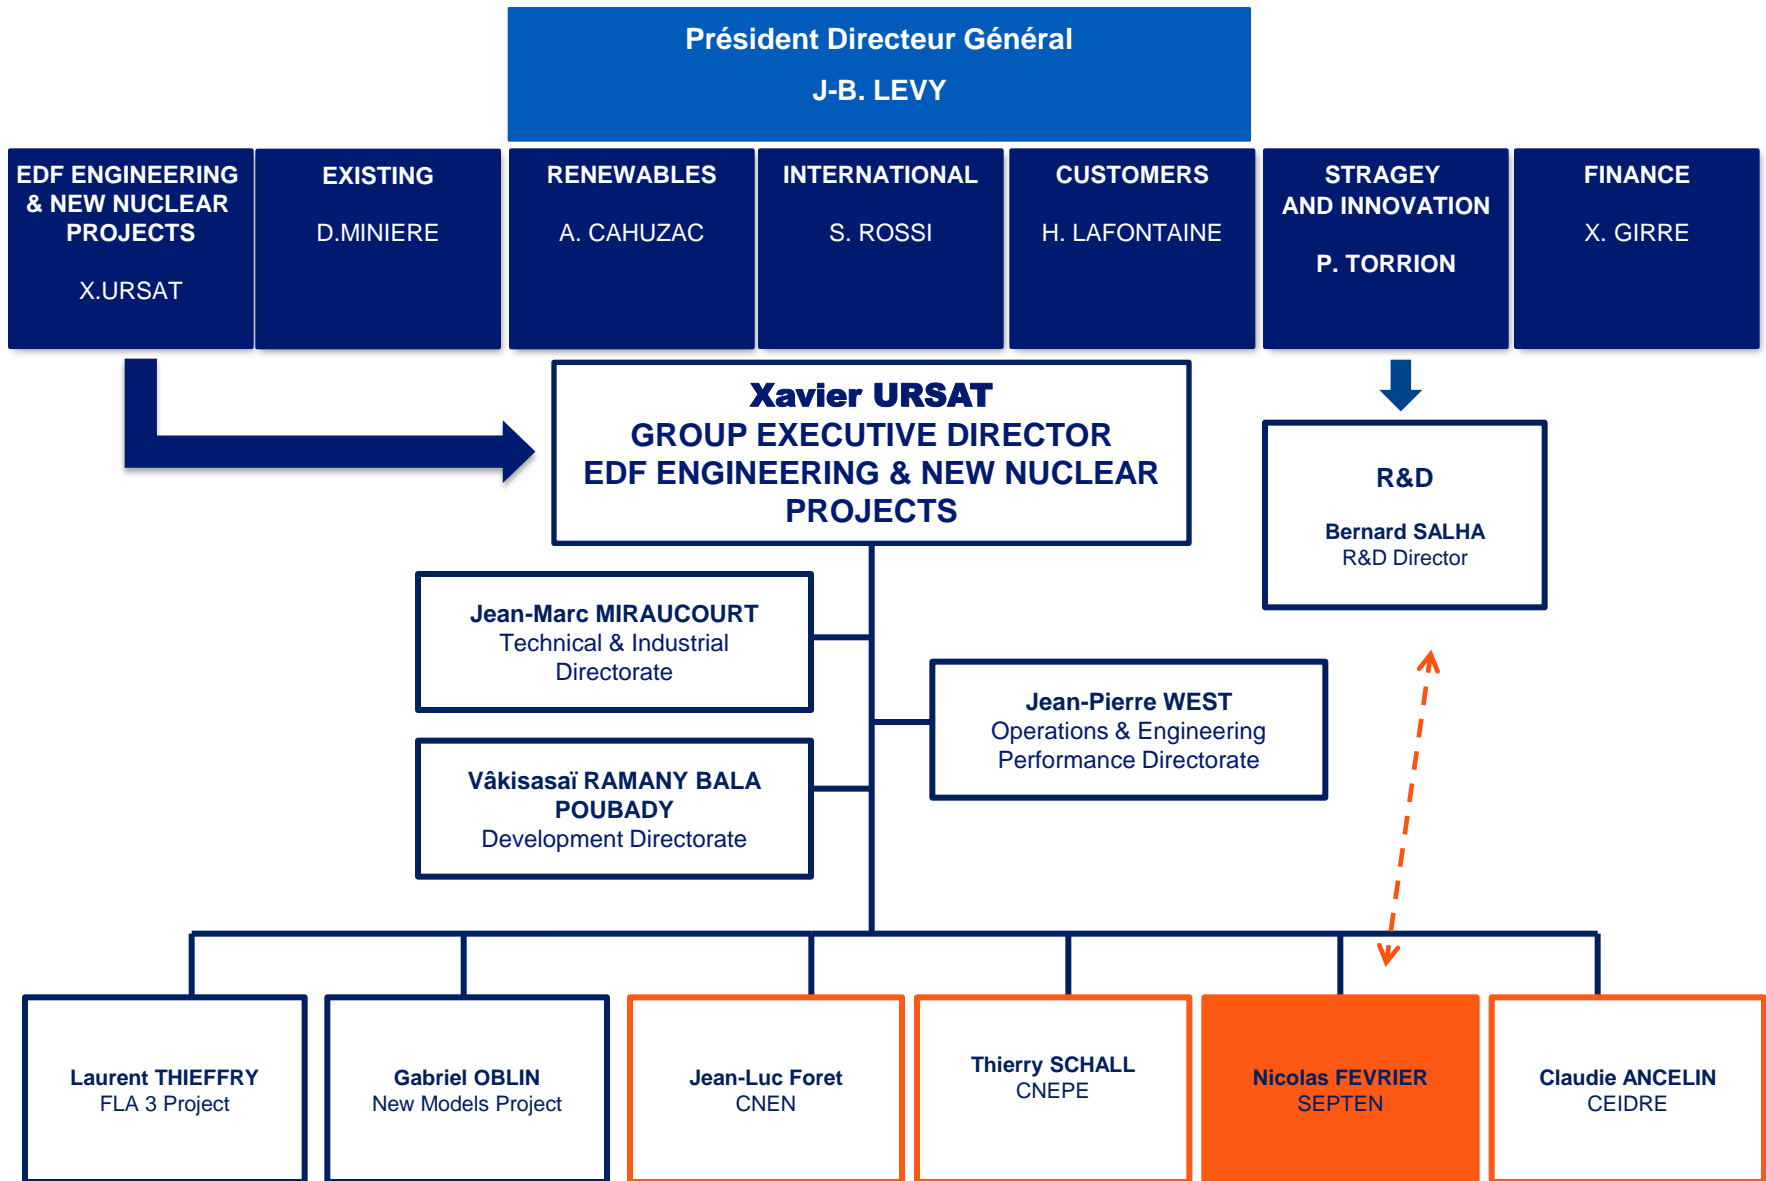 Président Directeur Général
J-B. LEVY
EDF ENGINEERING
& NEW NUCLEAR
PROJECTS
X.URSAT
EXISTING
D.MINIERE
RENEWABLES
A. CAHUZAC
INTERNATIONAL
S. ROSSI
CUSTOMERS
H. LAFONTAINE
STRAGEY
AND INNOVATION
P. TORRION
FINANCE
X. GIRRE
Xavier URSAT
GROUP EXECUTIVE DIRECTOR
EDF ENGINEERING & NEW NUCLEAR
PROJECTS
R&D
Bernard SALHA
R&D Director
Jean-Marc MIRAUCOURT
Technical & Industrial
Directorate
Jean-Pierre WEST
Operations & Engineering
Performance Directorate
Vâkisasaï RAMANY BALA
POUBADY
Development Directorate
Laurent THIEFFRY
FLA 3 Project
Gabriel OBLIN
New Models Project
Jean-Luc Foret
CNEN
Thierry SCHALL
CNEPE
Nicolas FEVRIER
SEPTEN
Claudie ANCELIN
CEIDRE